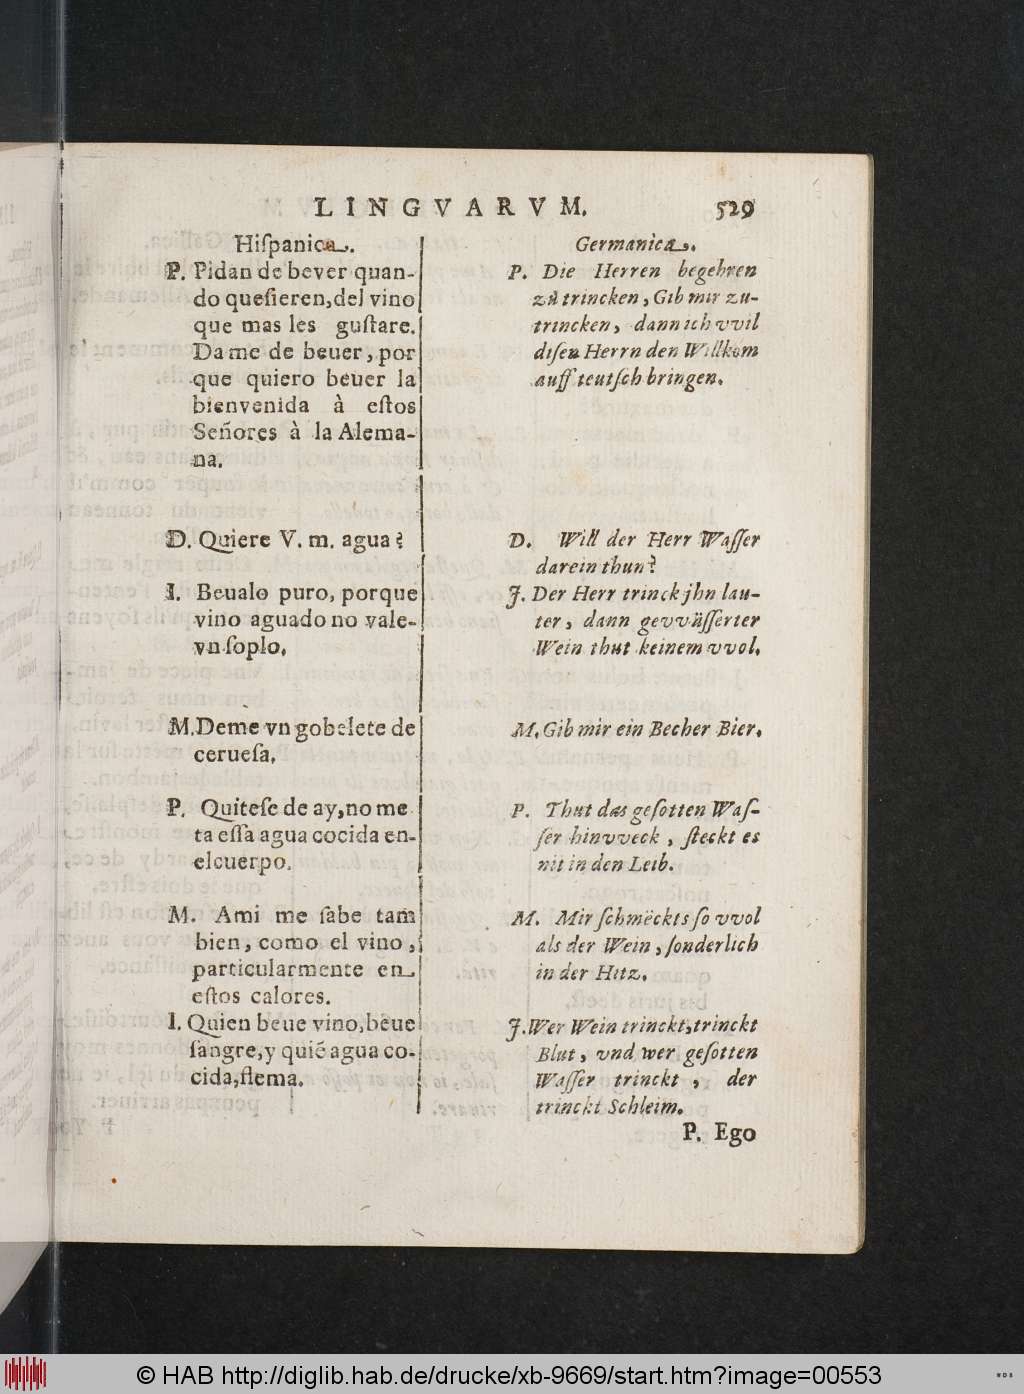 LINGVARVM. 529
Hiſpanica.
P. Pidan de bever quan-
do queſieren, del vino
que mas les guſtare.
Dame de beuer, por
que quiero beuer la
bienvenida à eſtos
Señores à la Alema-
na.
D. Quiere V. m. agua?
I. Beualo puro, porque
vino aguado no vale-
vn ſoplo.
M. Deme vn gobelete de
cerueſa.
P. Quiteſe de ay, no me
ta eſſa agua cocida en-
el cuerpo.
M. Ami me ſabe tam
bien, como el vino,
particularmente en
eſtos calores.
I. Quien beue vino, beue
ſangre, y quiē agua co-
cida, flema.
Germanica.
P. Die Herren begehren
zů trincken, Gib mir zu-
trincken, dann ich vvil
diſen Herrn den Willkom
auff teutſch bringen.
D. Will der Herr Waſſer
darein thun?
J. Der Herr trinck jhn lau-
ter, dann gevväſſerter
Wein thut keinem vvol.
M. Gib mir ein Becher Bier.
P. Thut das geſotten Waſ-
ſer hinvveck, ſteckt es
nit in den Leib.
M. Mir ſchmëckts ſo vvol
als der Wein, ſonderlich
in der Hitz.
J. Wer Wein trinckt, trinckt
Blut, vnd wer geſotten
Waſſer trinckt, der
trinckt Schleim.
P. Ego
© HAB http://diglib.hab.de/drucke/xb-9669/start.htm?image=00553